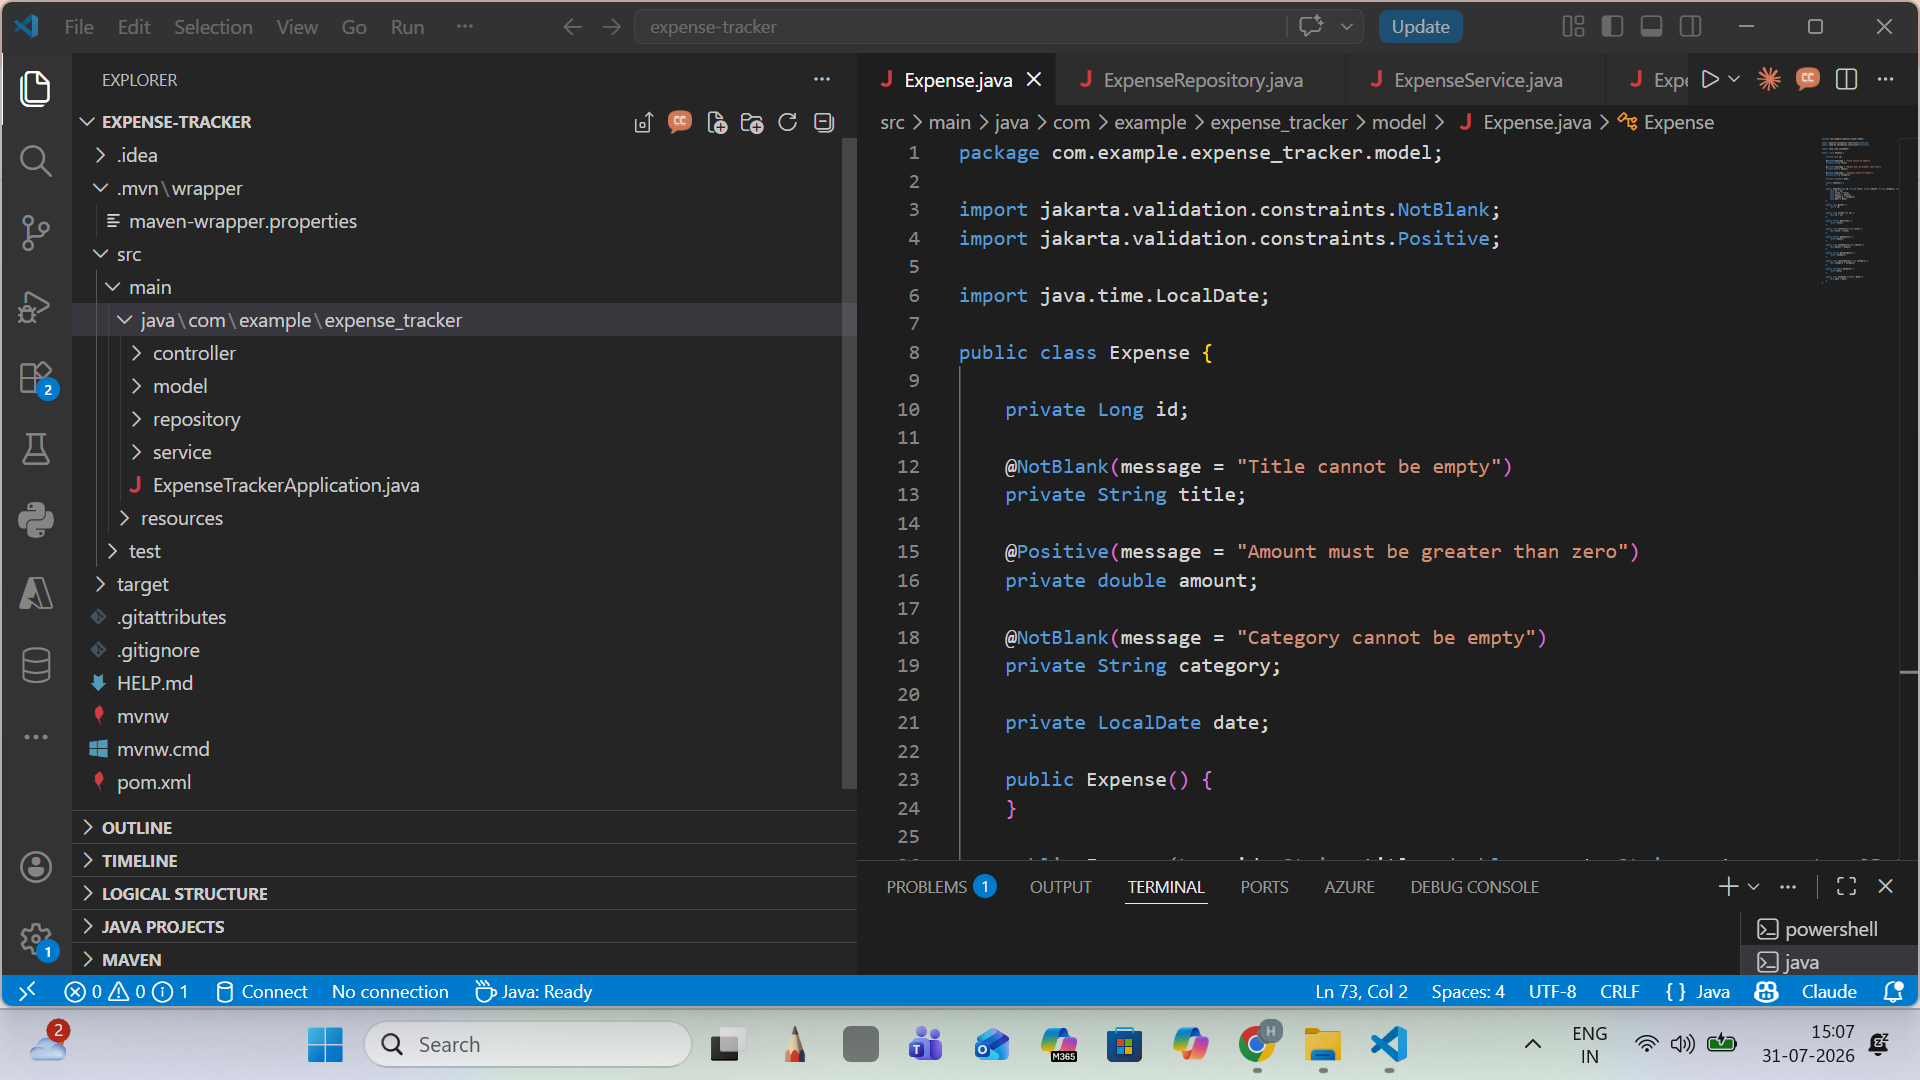 File Edit Selection View Go Run ···
expense-tracker
Update
EXPLORER
EXPENSE-TRACKER
.idea
.mvn\wrapper
maven-wrapper.properties
src
main
java\com\example\expense_tracker
controller
model
repository
service
J ExpenseTrackerApplication.java
resources
test
target
.gitattributes
.gitignore
HELP.md
mvnw
mvnw.cmd
pom.xml
OUTLINE
TIMELINE
LOGICAL STRUCTURE
JAVA PROJECTS
MAVEN
2
1
J Expense.java
J ExpenseRepository.java
J ExpenseService.java
J Expe
CC
CC
src > main > java > com > example > expense_tracker > model > J Expense.java > Expense
1 package com.example.expense_tracker.model;
2
3 import jakarta.validation.constraints.NotBlank;
4 import jakarta.validation.constraints.Positive;
5
6 import java.time.LocalDate;
7
8 public class Expense {
9
10 private Long id;
11
12 @NotBlank(message = "Title cannot be empty")
13 private String title;
14
15 @Positive(message = "Amount must be greater than zero")
16 private double amount;
17
18 @NotBlank(message = "Category cannot be empty")
19 private String category;
20
21 private LocalDate date;
22
23 public Expense() {
24 }
25
PROBLEMS 1 OUTPUT TERMINAL PORTS AZURE DEBUG CONSOLE
powershell
java
0 0 1 Connect No connection Java: Ready
Ln 73, Col 2 Spaces: 4 UTF-8 CRLF { } Java Claude
2
Search
T
O
M365
H
ENG
IN
15:07
31-07-2026